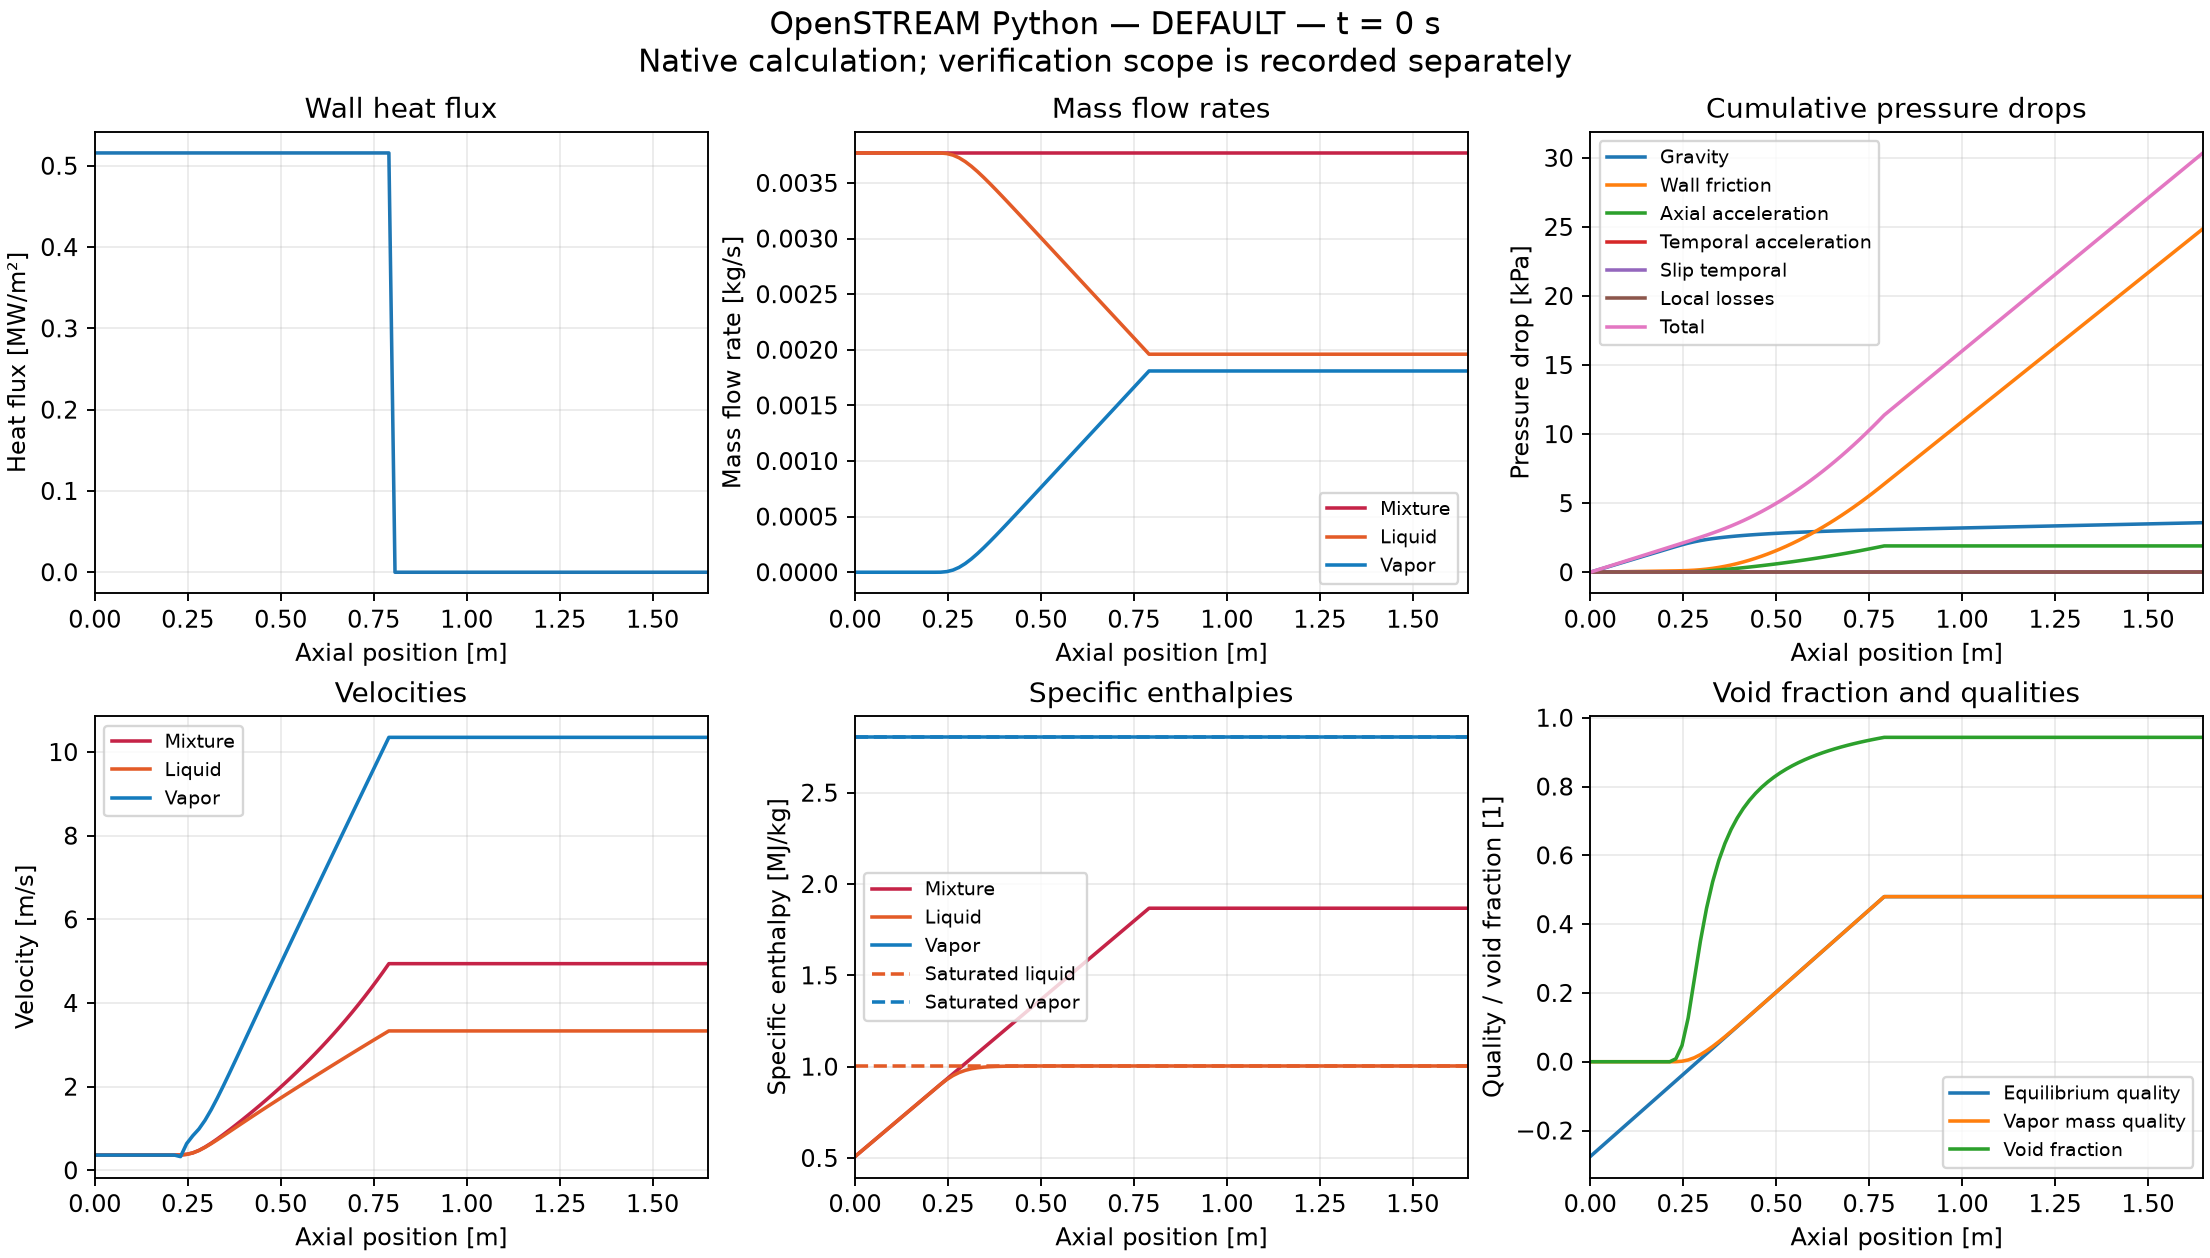 OpenSTREAM Python — DEFAULT — t = 0 s
Native calculation; verification scope is recorded separately
Wall heat flux
Heat flux [MW/m²]
0.5
0.4
0.3
0.2
0.1
0.0
0.00 0.25 0.50 0.75 1.00 1.25 1.50
Axial position [m]
Mass flow rates
Mass flow rate [kg/s]
0.0035
0.0030
0.0025
0.0020
0.0015
0.0010
0.0005
0.0000
Mixture
Liquid
Vapor
0.00 0.25 0.50 0.75 1.00 1.25 1.50
Axial position [m]
Cumulative pressure drops
Pressure drop [kPa]
30
25
20
15
10
5
0
Gravity
Wall friction
Axial acceleration
Temporal acceleration
Slip temporal
Local losses
Total
0.00 0.25 0.50 0.75 1.00 1.25 1.50
Axial position [m]
Velocities
Velocity [m/s]
10
8
6
4
2
0
Mixture
Liquid
Vapor
0.00 0.25 0.50 0.75 1.00 1.25 1.50
Axial position [m]
Specific enthalpies
Specific enthalpy [MJ/kg]
2.5
2.0
1.5
1.0
0.5
Mixture
Liquid
Vapor
Saturated liquid
Saturated vapor
0.00 0.25 0.50 0.75 1.00 1.25 1.50
Axial position [m]
Void fraction and qualities
Quality / void fraction [1]
1.0
0.8
0.6
0.4
0.2
0.0
−0.2
Equilibrium quality
Vapor mass quality
Void fraction
0.00 0.25 0.50 0.75 1.00 1.25 1.50
Axial position [m]